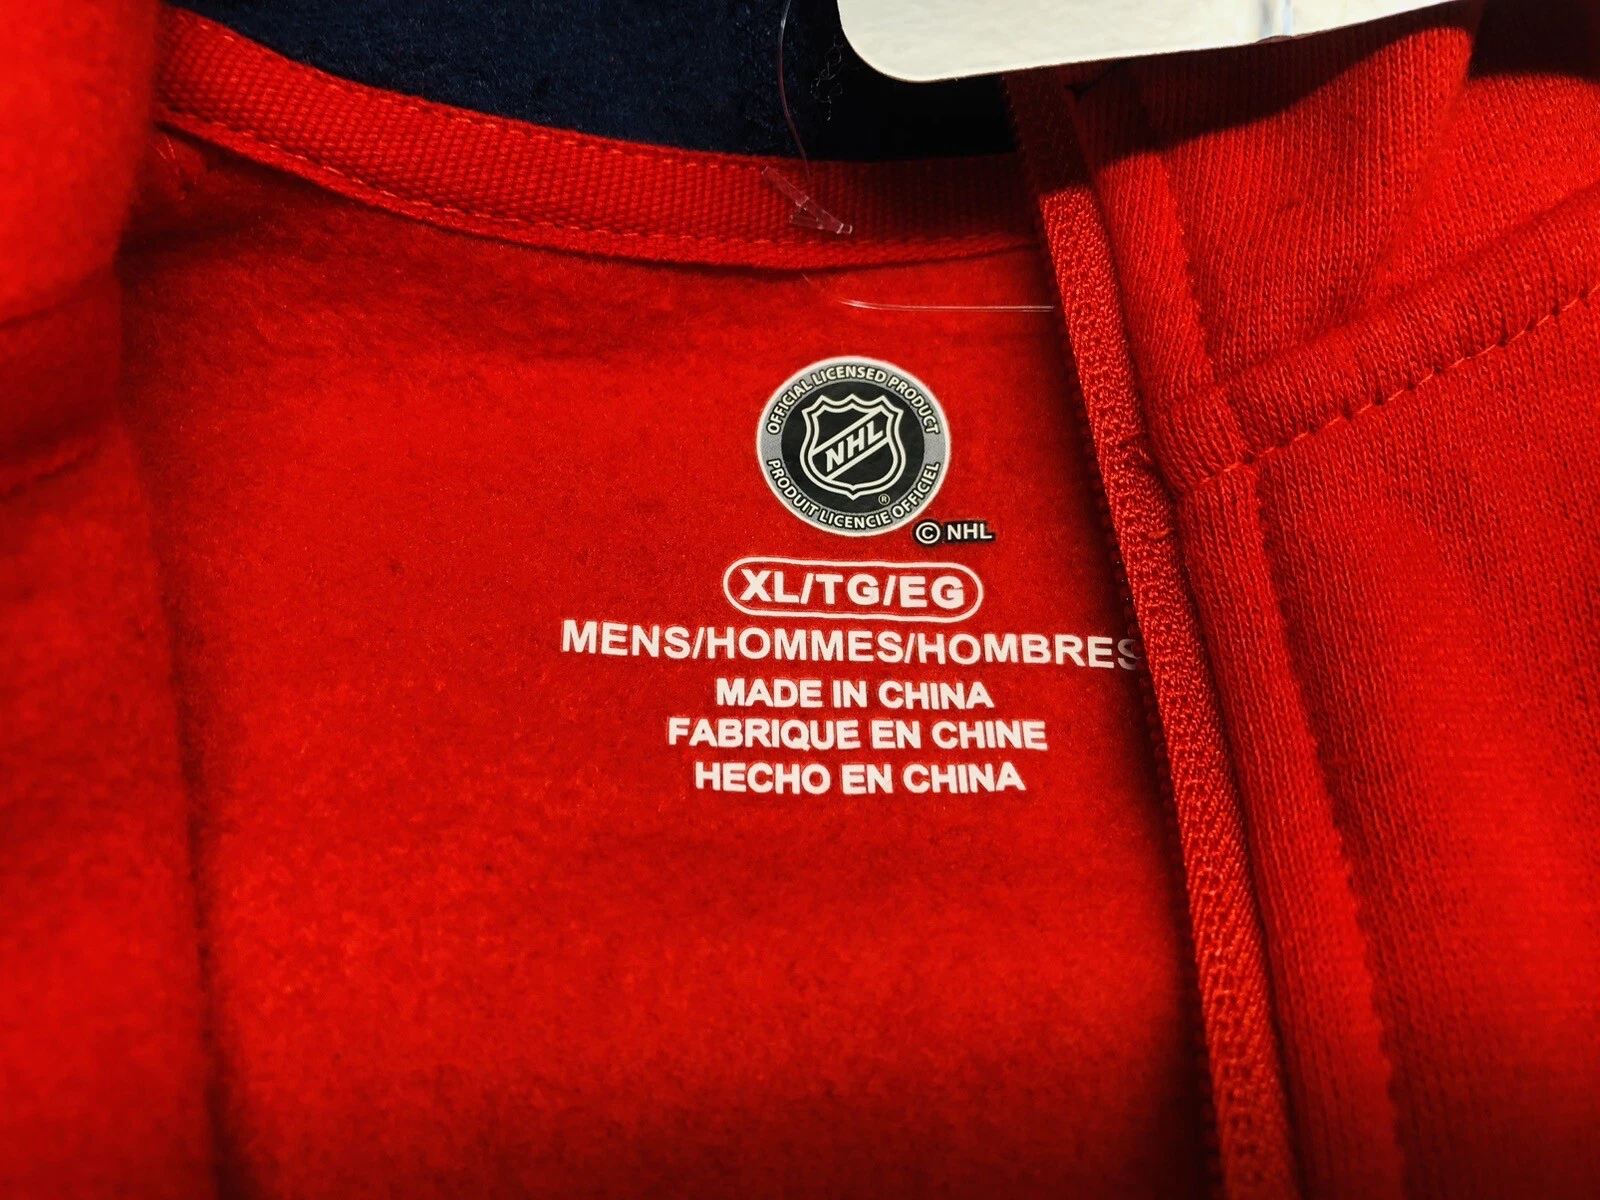 OFFICIAL LICENSED PRODUCT
NHL
®
PRODUIT LICENCIE OFFICIEL
© NHL
XL/TG/EG
MENS/HOMMES/HOMBRES
MADE IN CHINA
FABRIQUE EN CHINE
HECHO EN CHINA